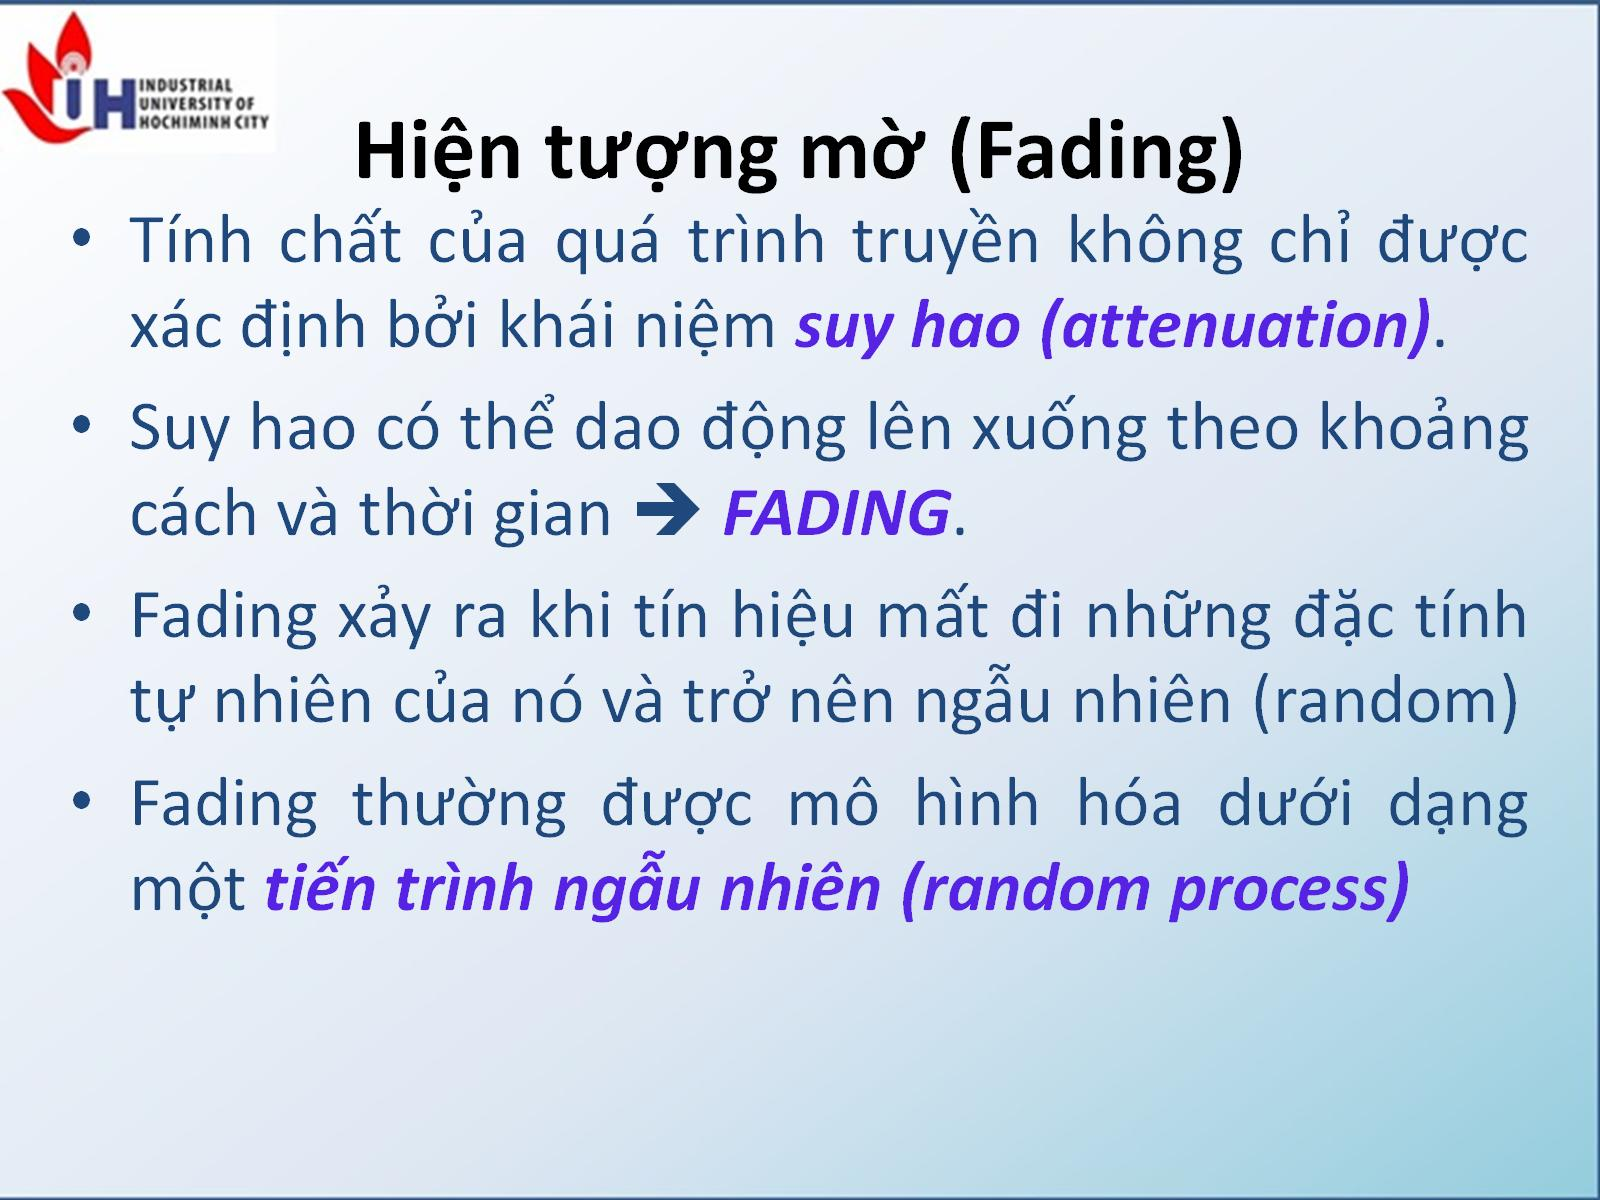 INDUSTRIAL
UNIVERSITY OF
HOCHIMINH CITY
Hiện tượng mờ (Fading)
• Tính chất của quá trình truyền không chỉ được
xác định bởi khái niệm suy hao (attenuation).
• Suy hao có thể dao động lên xuống theo khoảng
cách và thời gian ➔ FADING.
• Fading xảy ra khi tín hiệu mất đi những đặc tính
tự nhiên của nó và trở nên ngẫu nhiên (random)
• Fading thường được mô hình hóa dưới dạng
một tiến trình ngẫu nhiên (random process)